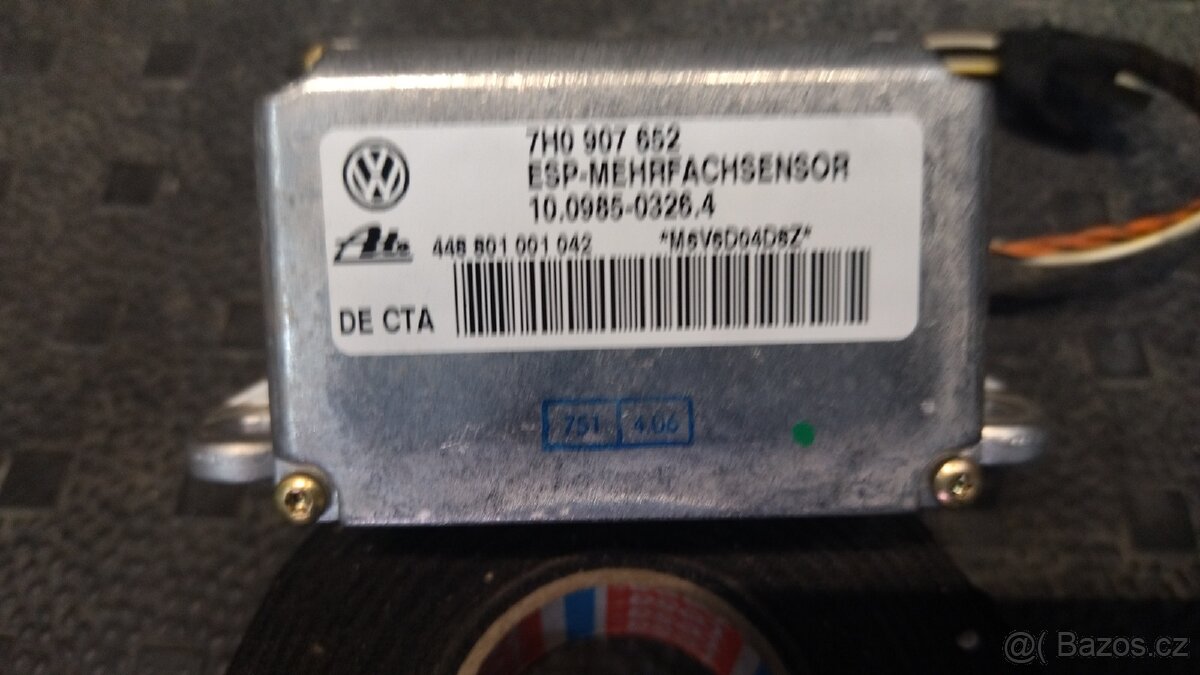 7H0 907 652
ESP-MEHRFACHSENSOR
10.0985-0326.4
Ate 448 801 001 042 *M6V6D04D8Z*
DE CTA
751 4.06
@( Bazos.cz